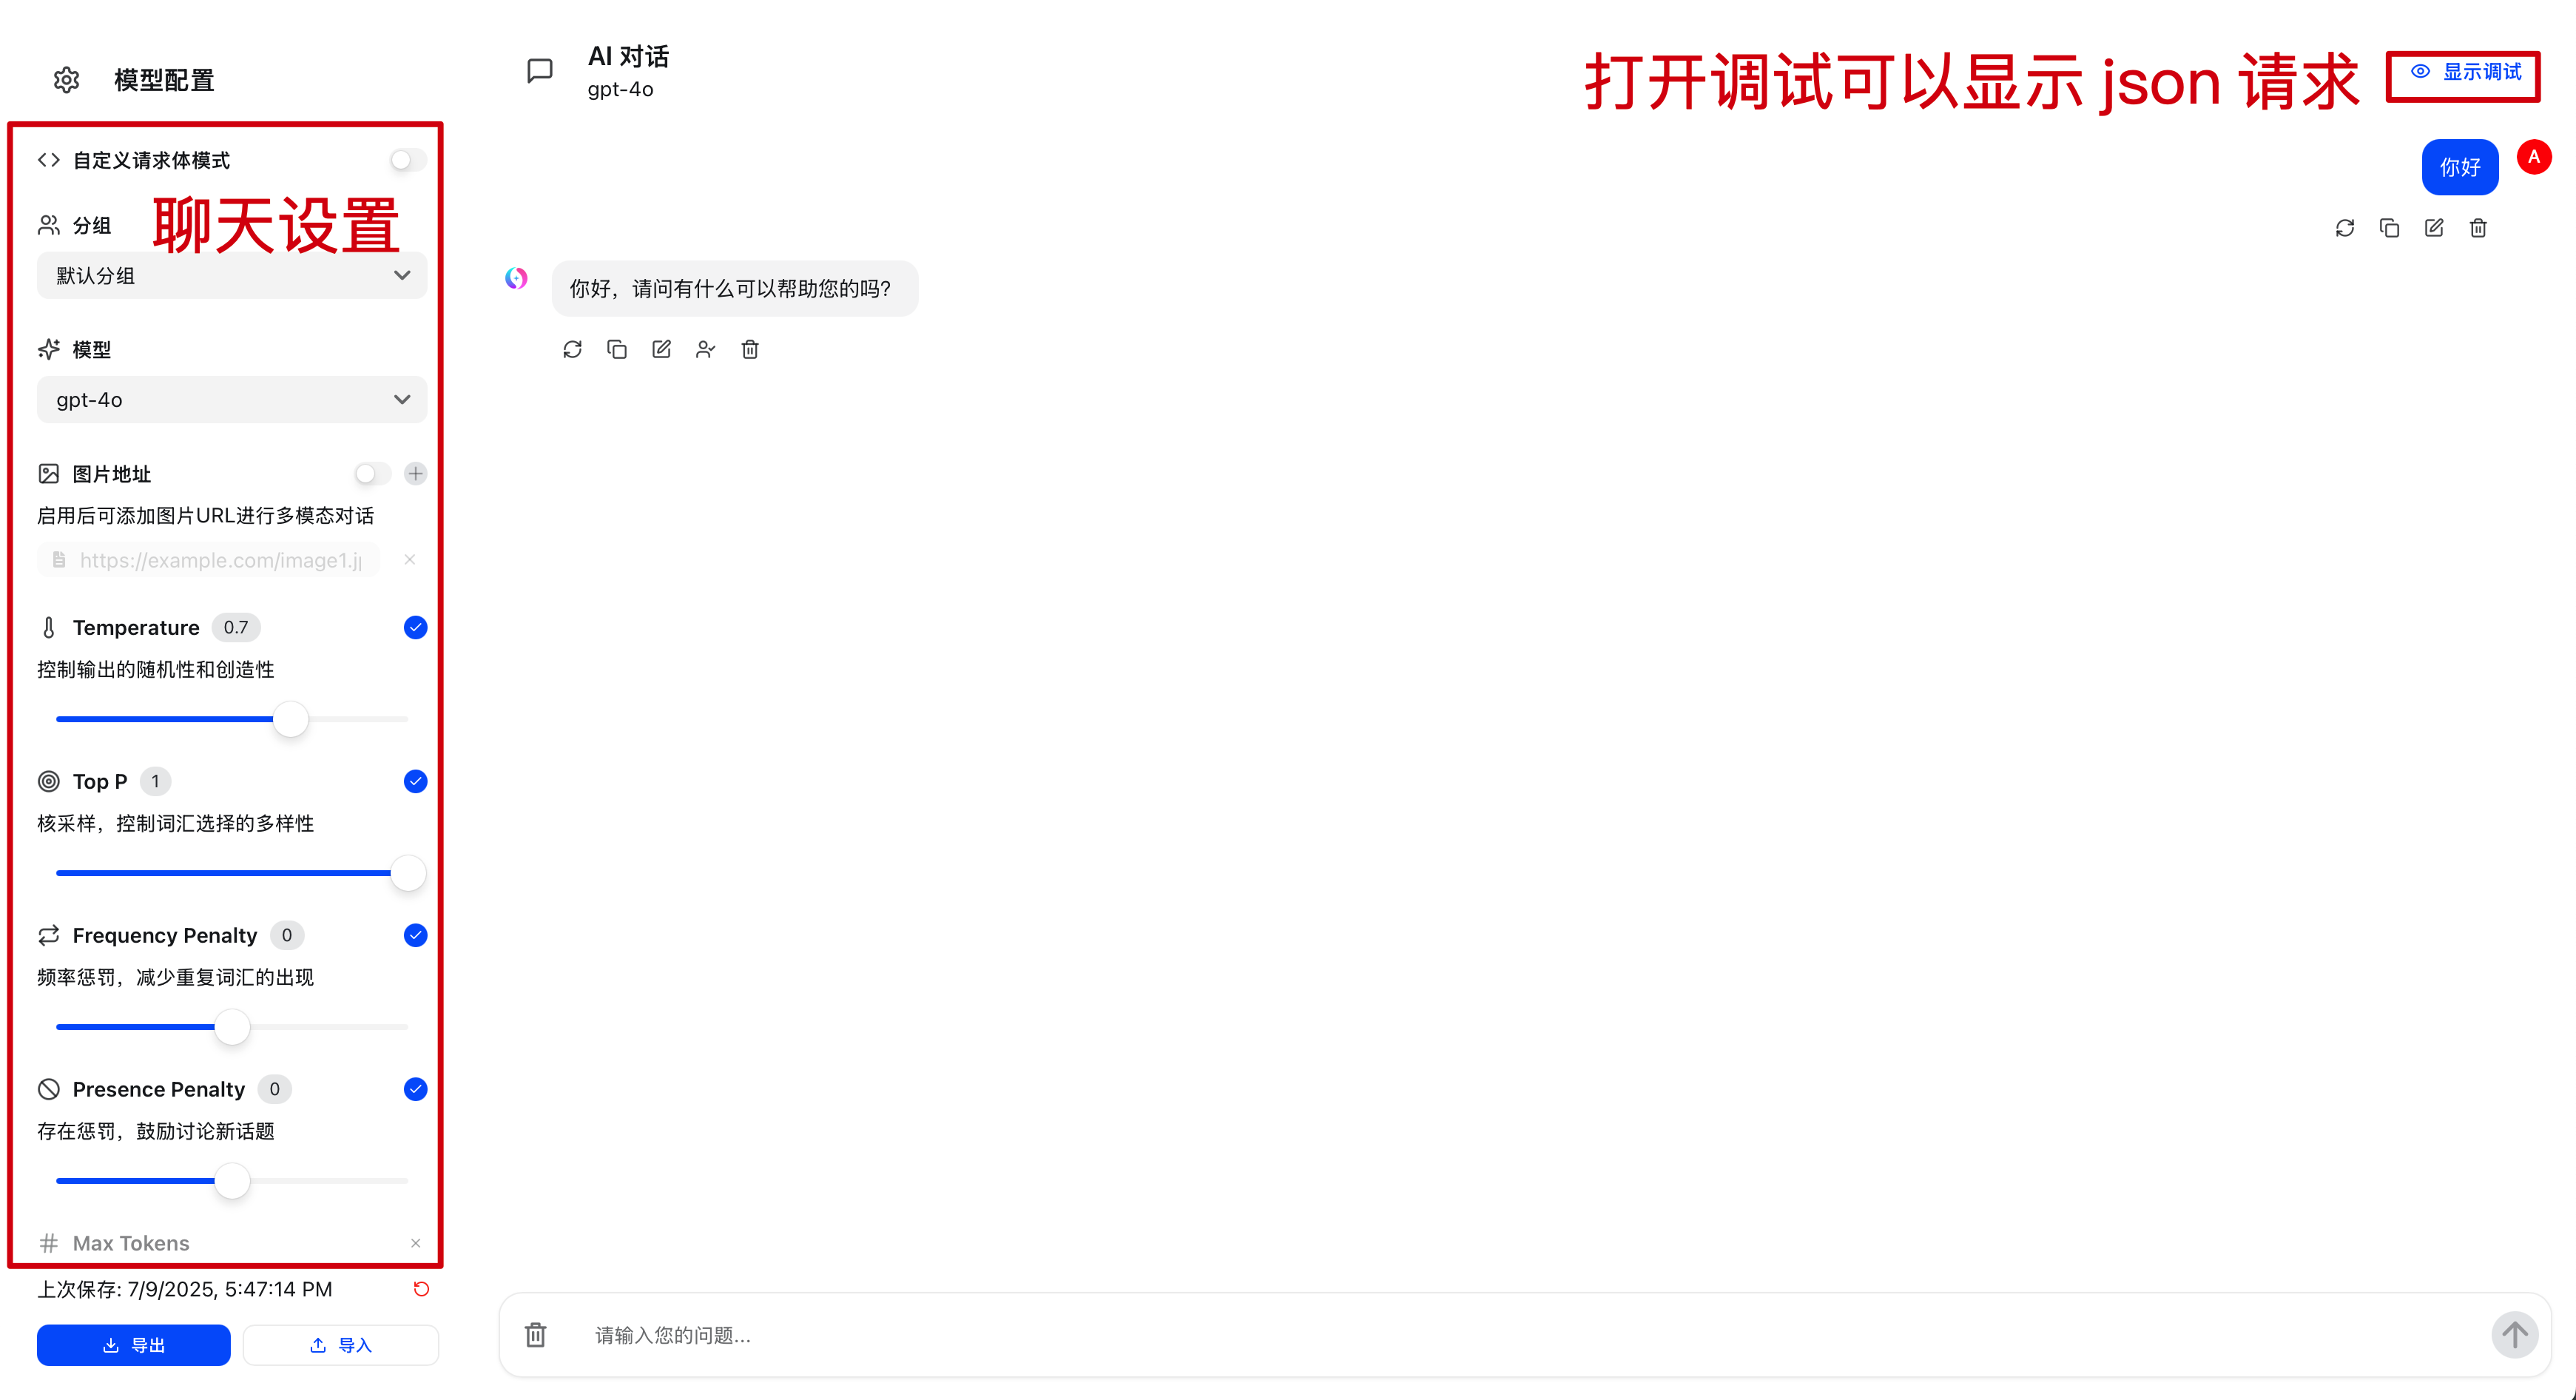 模型配置
自定义请求体模式
聊天设置
分组
默认分组
模型
gpt-4o
图片地址
启用后可添加图片URL进行多模态对话
https://example.com/image1.j
Temperature 0.7
控制输出的随机性和创造性
Top P 1
核采样，控制词汇选择的多样性
Frequency Penalty 0
频率惩罚，减少重复词汇的出现
Presence Penalty 0
存在惩罚，鼓励讨论新话题
Max Tokens
上次保存: 7/9/2025, 5:47:14 PM
导出
导入
AI 对话
gpt-4o
打开调试可以显示 json 请求
显示调试
你好
A
你好，请问有什么可以帮助您的吗?
请输入您的问题...